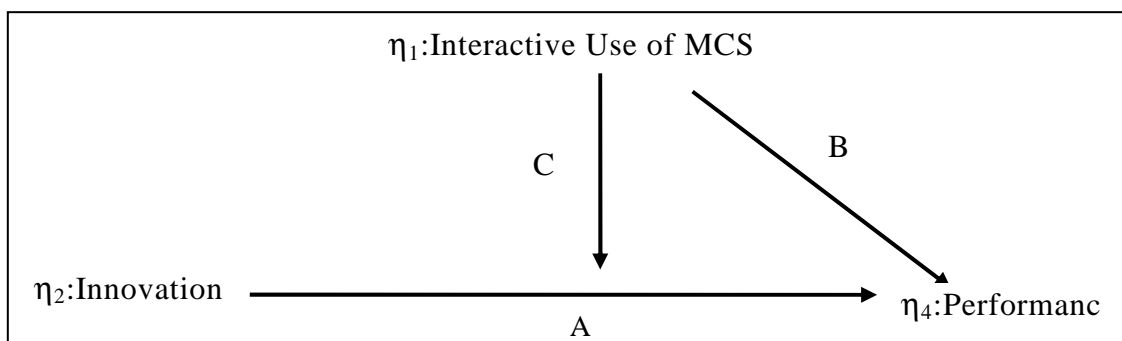 η₁:Interactive Use of MCS
B
C
η₂:Innovation
η₄:Performanc
A